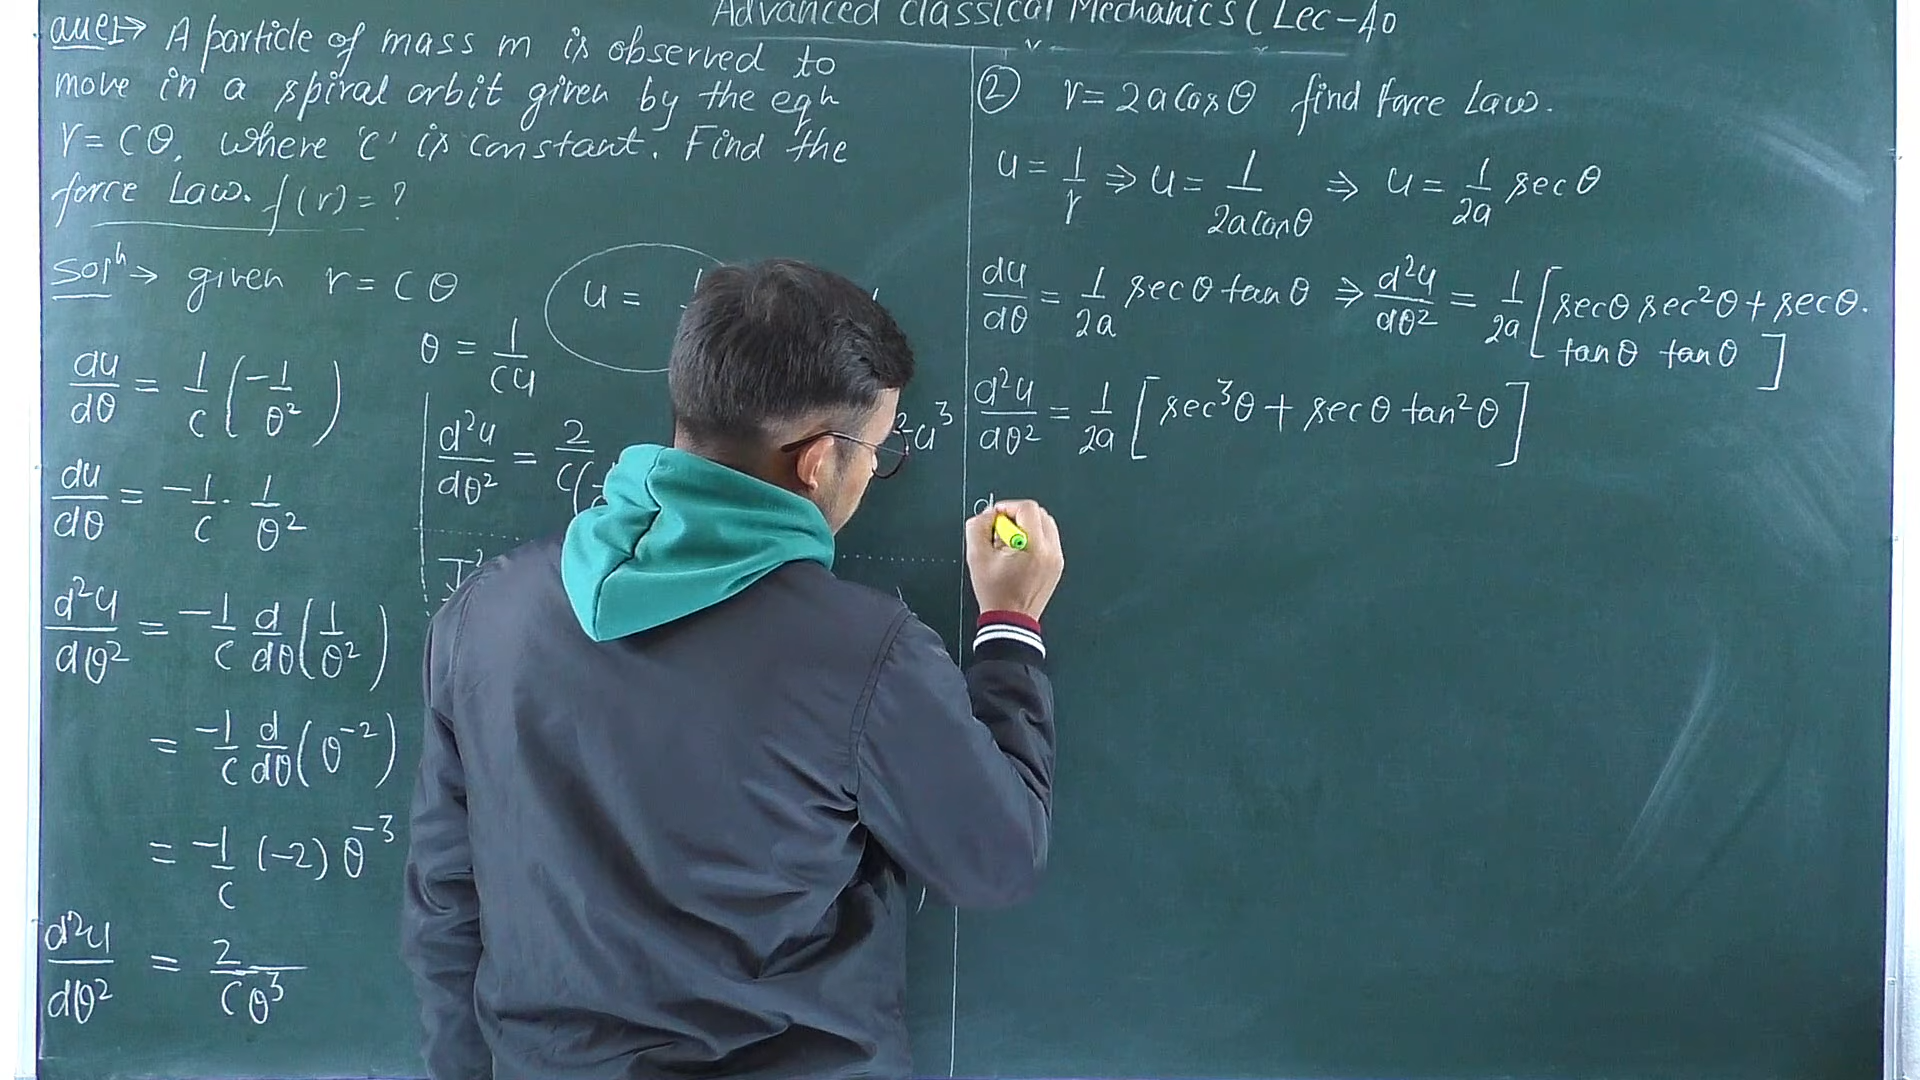 Advanced Classical Mechanics (Lec-40
Que1→ A particle of mass m is observed to
move in a spiral orbit given by the eqn
r = cθ, where 'c' is constant. Find the
force Law. f(r) = ?
Solⁿ → given r = cθ
u =
θ = 1/cu
du/dθ = 1/c (-1/θ²)
du/dθ = -1/c · 1/θ²
d²u/dθ² = -1/c d/dθ (1/θ²)
= -1/c d/dθ (θ⁻²)
= -1/c (-2) θ⁻³
d²u/dθ² = 2/cθ³
d²u/dθ² = 2/c(
²u³
J²
② r = 2acosθ find force Law.
u = 1/r ⇒ u = 1/2acosθ ⇒ u = 1/2a secθ
du/dθ = 1/2a secθ tanθ ⇒ d²u/dθ² = 1/2a [secθ sec²θ + secθ.
tanθ tanθ ]
d²u/dθ² = 1/2a [sec³θ + secθ tan²θ]
d